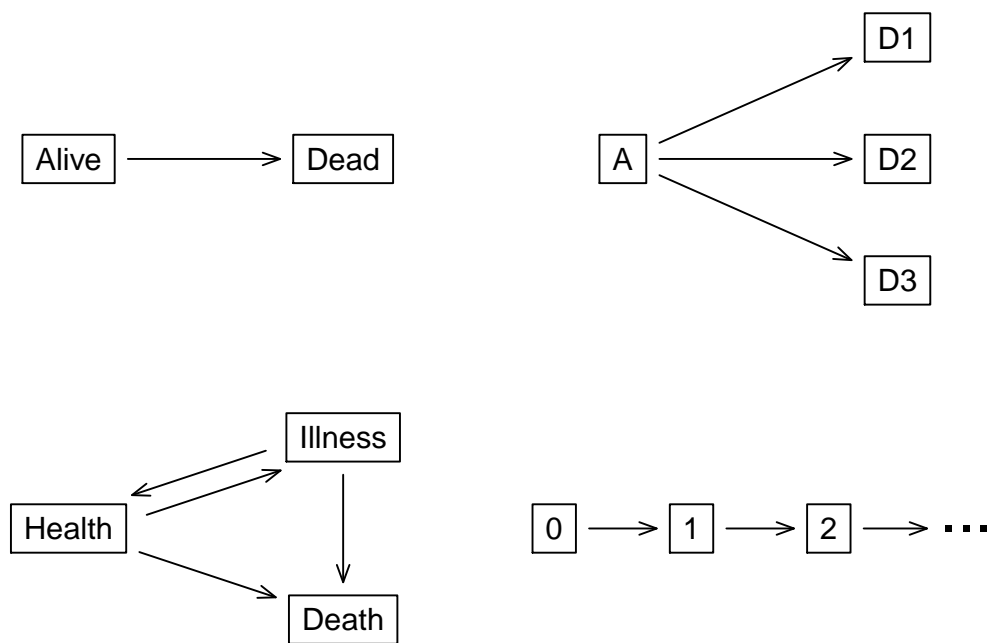 Alive
Dead
A
D1
D2
D3
Illness
Health
Death
0
1
2
...